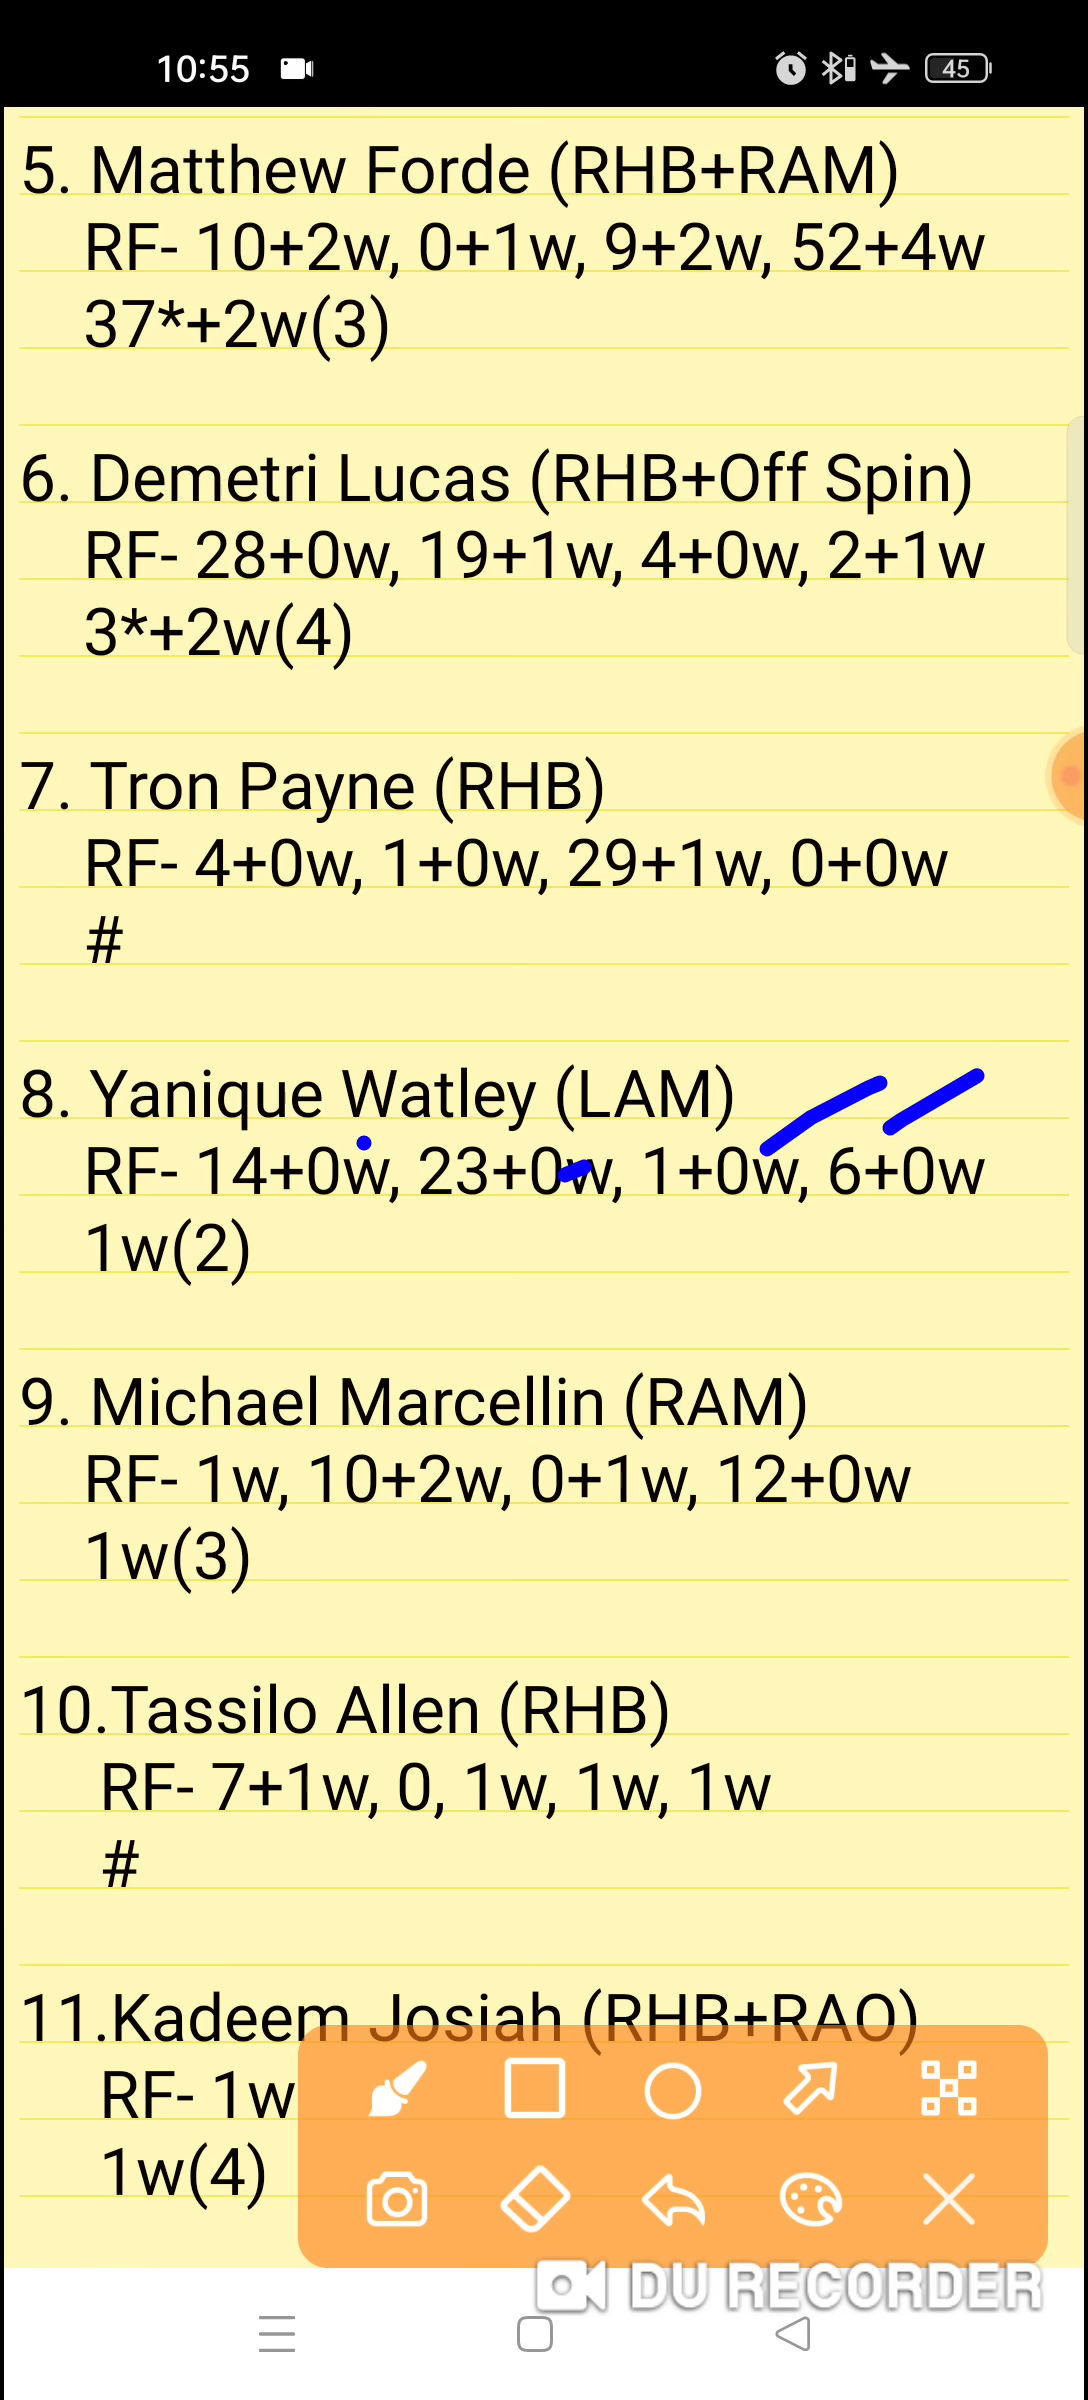 10:55
45
5. Matthew Forde (RHB+RAM)
RF- 10+2w, 0+1w, 9+2w, 52+4w
37*+2w(3)
6. Demetri Lucas (RHB+Off Spin)
RF- 28+0w, 19+1w, 4+0w, 2+1w
3*+2w(4)
7. Tron Payne (RHB)
RF- 4+0w, 1+0w, 29+1w, 0+0w
#
8. Yanique Watley (LAM)
RF- 14+0w, 23+0w, 1+0w, 6+0w
1w(2)
9. Michael Marcellin (RAM)
RF- 1w, 10+2w, 0+1w, 12+0w
1w(3)
10.Tassilo Allen (RHB)
RF- 7+1w, 0, 1w, 1w, 1w
#
11.Kadeem Josiah (RHB+RAO)
RF- 1w
1w(4)
DU RECORDER